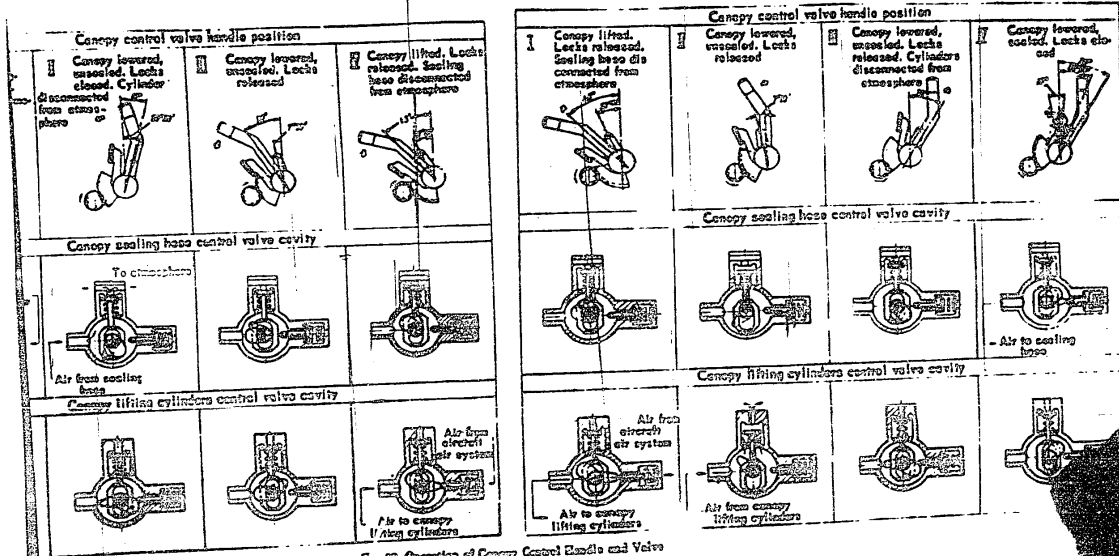 Canopy control valve handle position
I Canopy lowered,
unsealed. Locks
closed. Cylinder
disconnected
from atmo-
sphere
II Canopy lowered,
unsealed. Locks
released
III Canopy lifted. Locks
released. Sealing
hose disconnected
from atmosphere
Canopy sealing hose control valve cavity
To atmosphere
Air from sealing
hose
Canopy lifting cylinders control valve cavity
Air from
aircraft
air system
Air to canopy
lifting cylinders
Canopy control valve handle position
I Canopy lifted.
Locks released.
Sealing hose dis
connected from
atmosphere
II Canopy lowered,
unsealed. Locks
released
III Canopy lowered,
unsealed. Locks
released. Cylinders
disconnected from
atmosphere
Canopy lowered,
sealed. Locks clo-
sed
Canopy sealing hose control valve cavity
Air to sealing
hose
Canopy lifting cylinders control valve cavity
Air from
aircraft
air system
Air to canopy
lifting cylinders
Air from canopy
lifting cylinders
Operation of Canopy Control Handle and Valve